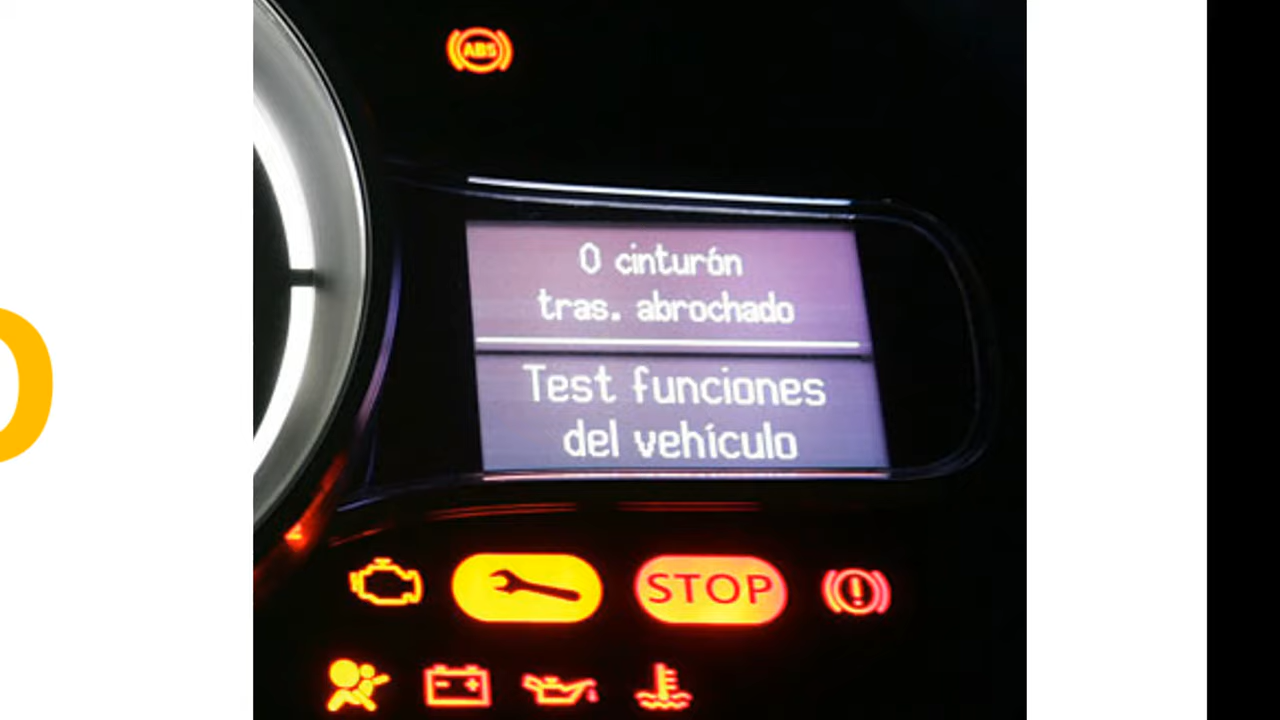 ABS
0 cinturón
tras. abrochado
Test funciones
del vehículo
STOP